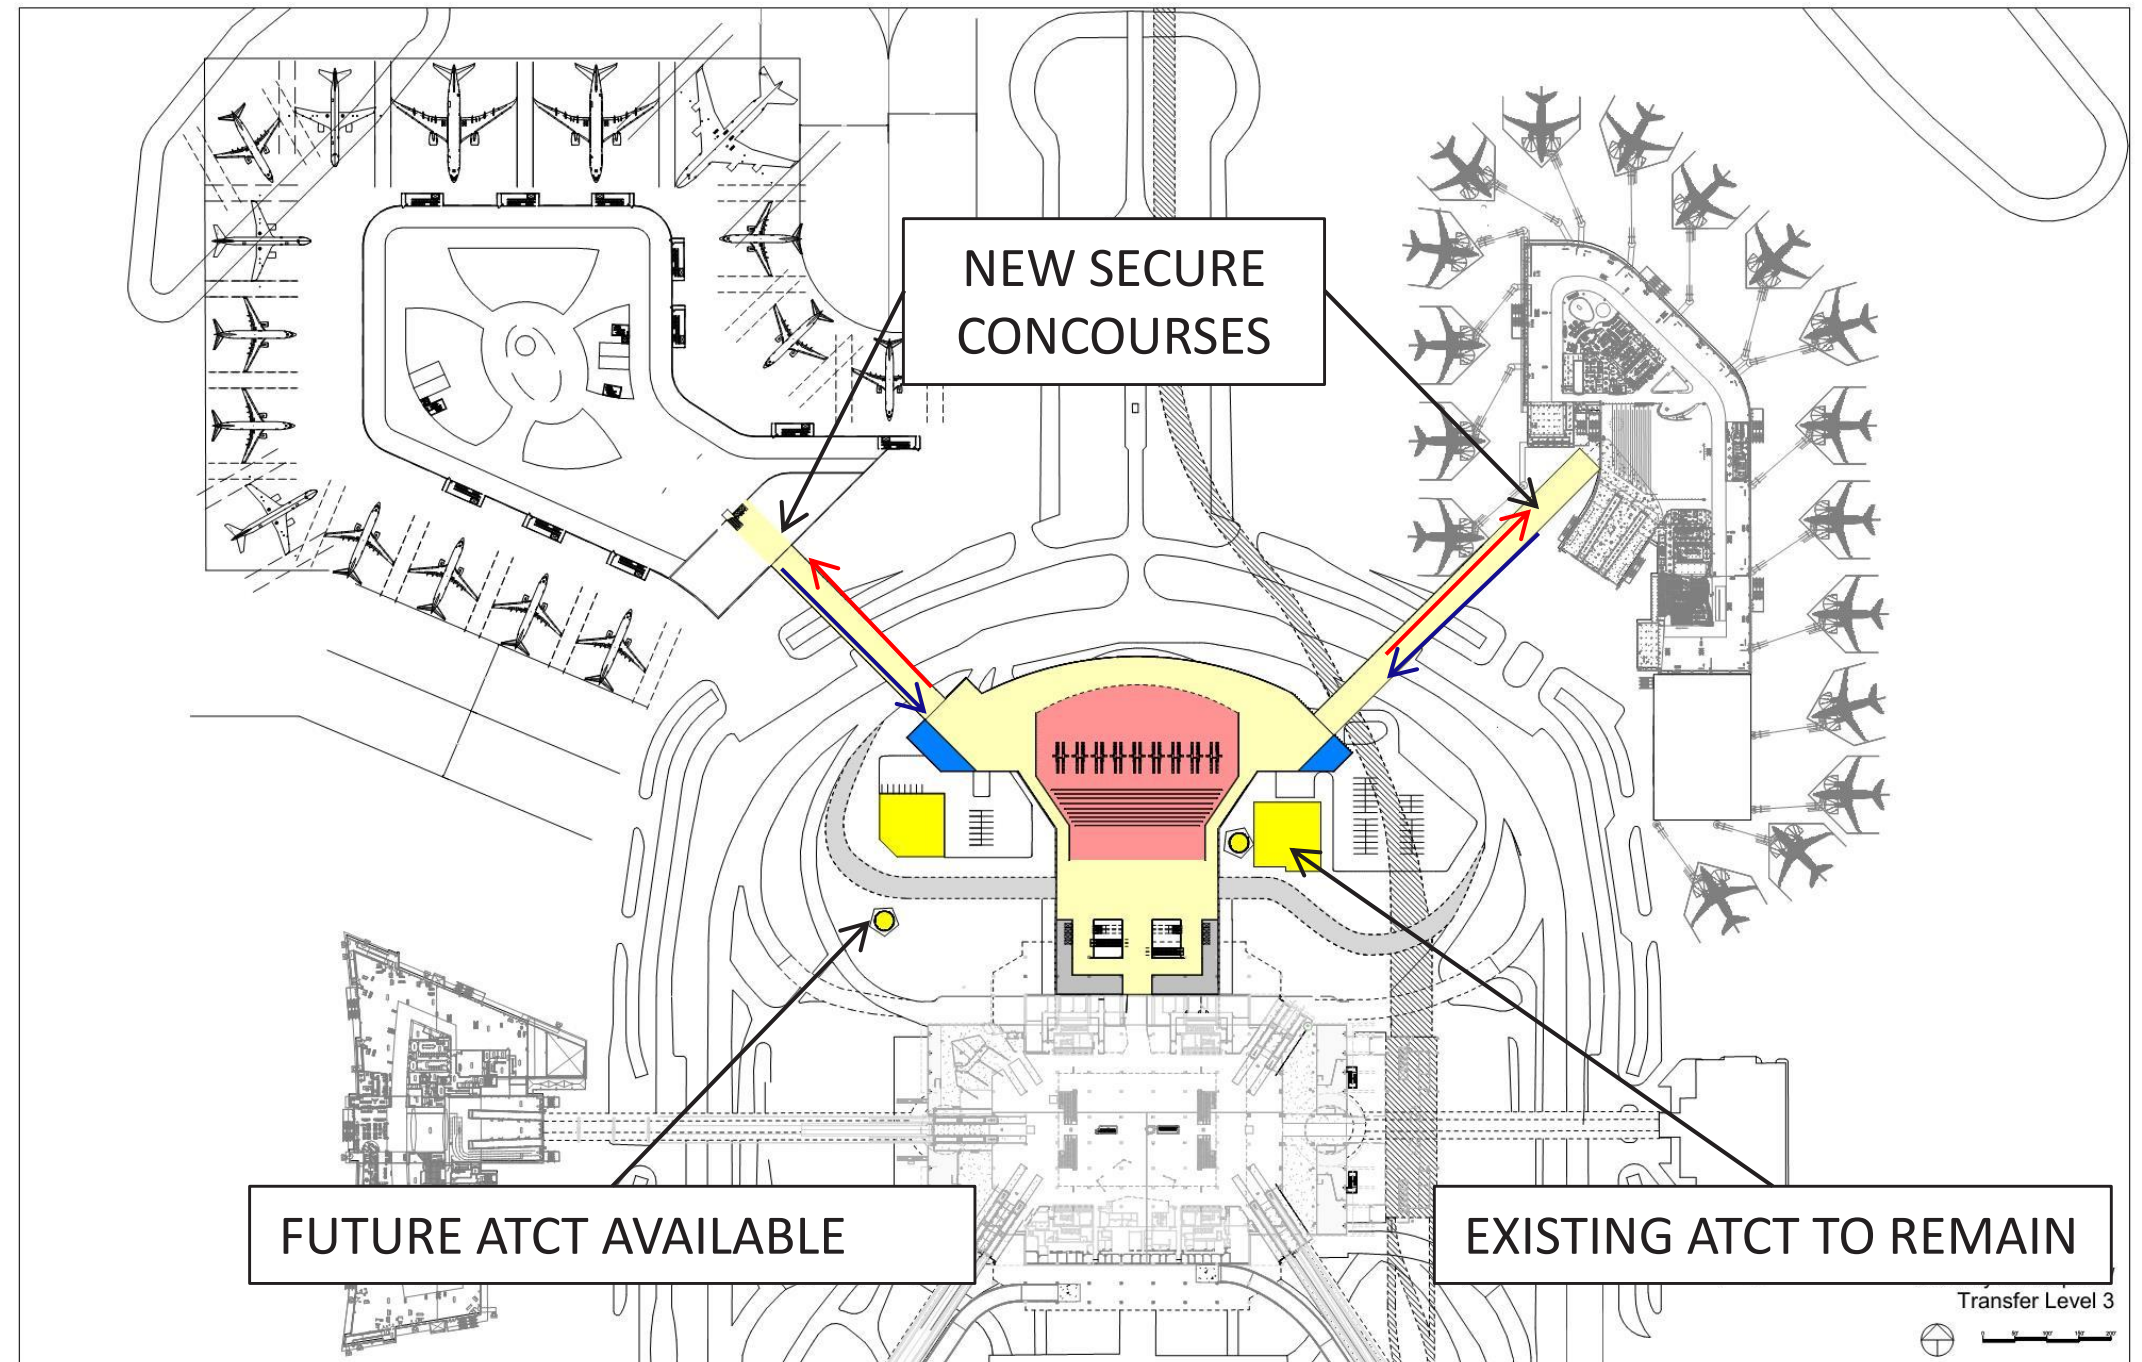 NEW SECURE
CONCOURSES
FUTURE ATCT AVAILABLE
EXISTING ATCT TO REMAIN
Transfer Level 3